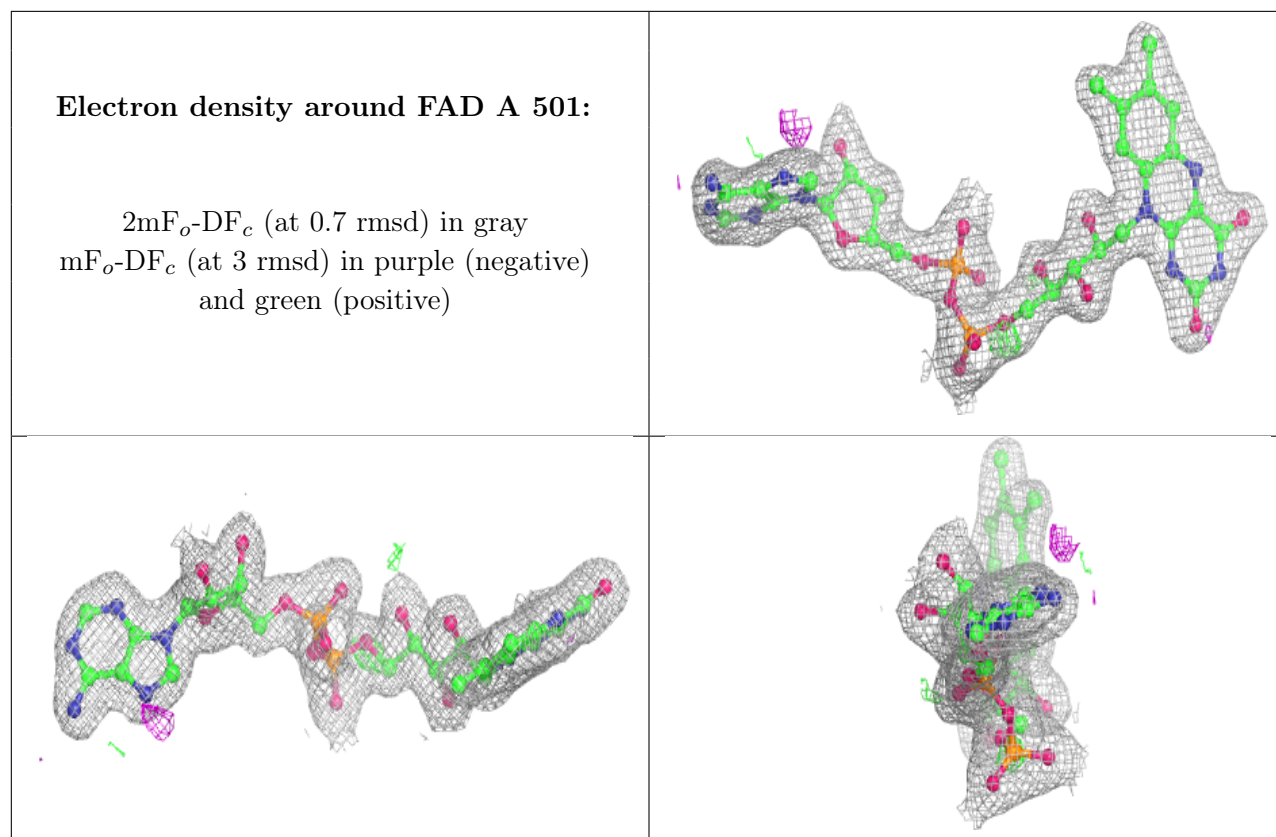 Electron density around FAD A 501:
2mFo-DFc (at 0.7 rmsd) in gray
mFo-DFc (at 3 rmsd) in purple (negative)
and green (positive)